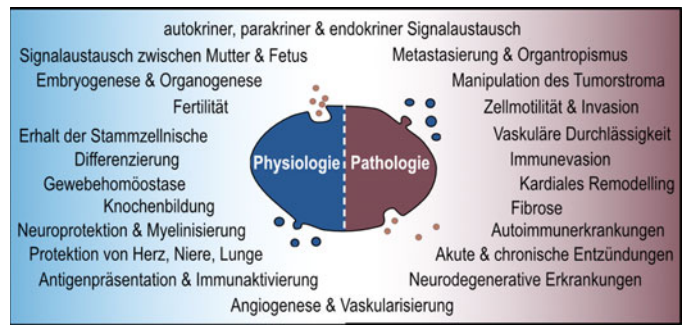 autokriner, parakriner & endokriner Signalaustausch
Signalaustausch zwischen Mutter & Fetus
Embryogenese & Organogenese
Fertilität
Erhalt der Stammzellnische
Differenzierung
Gewebehomöostase
Knochenbildung
Neuroprotektion & Myelinisierung
Protektion von Herz, Niere, Lunge
Antigenpräsentation & Immunaktivierung
Physiologie
Pathologie
Metastasierung & Organtropismus
Manipulation des Tumorstroma
Zellmotilität & Invasion
Vaskuläre Durchlässigkeit
Immunevasion
Kardiales Remodelling
Fibrose
Autoimmunerkrankungen
Akute & chronische Entzündungen
Neurodegenerative Erkrankungen
Angiogenese & Vaskularisierung